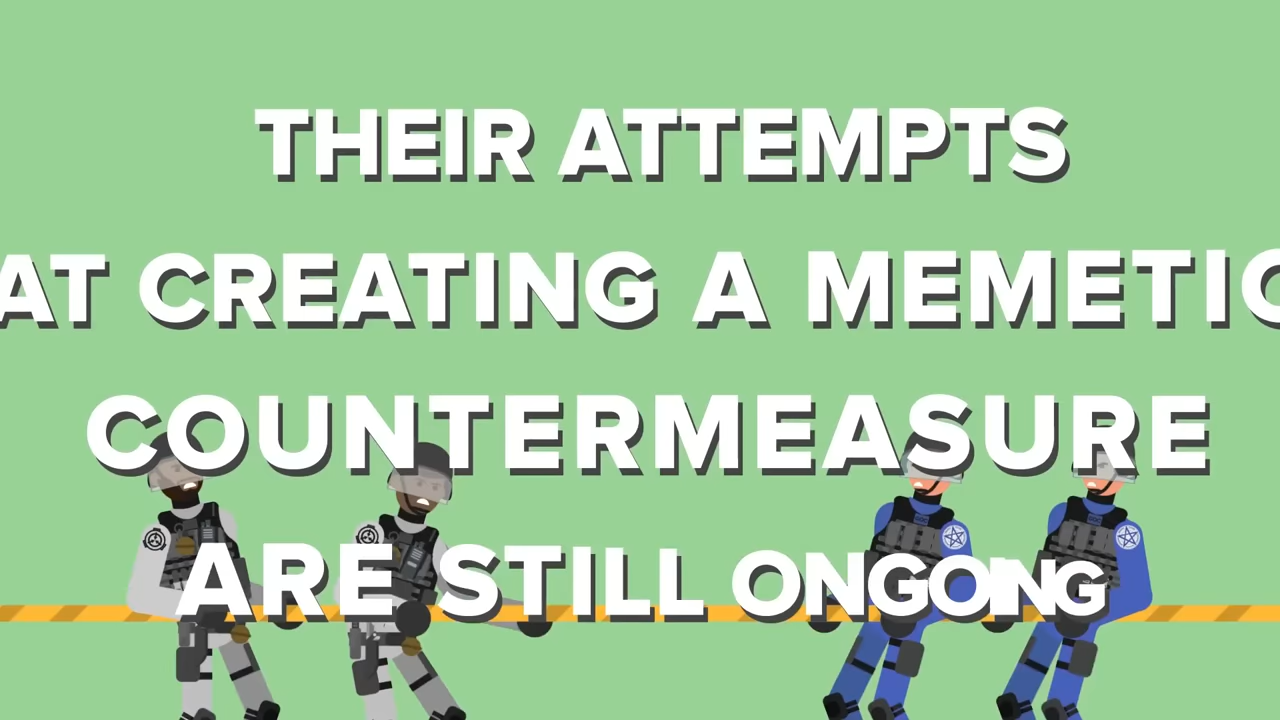 THEIR ATTEMPTS
AT CREATING A MEMETIC
COUNTERMEASURE
ARE STILL ONGOING